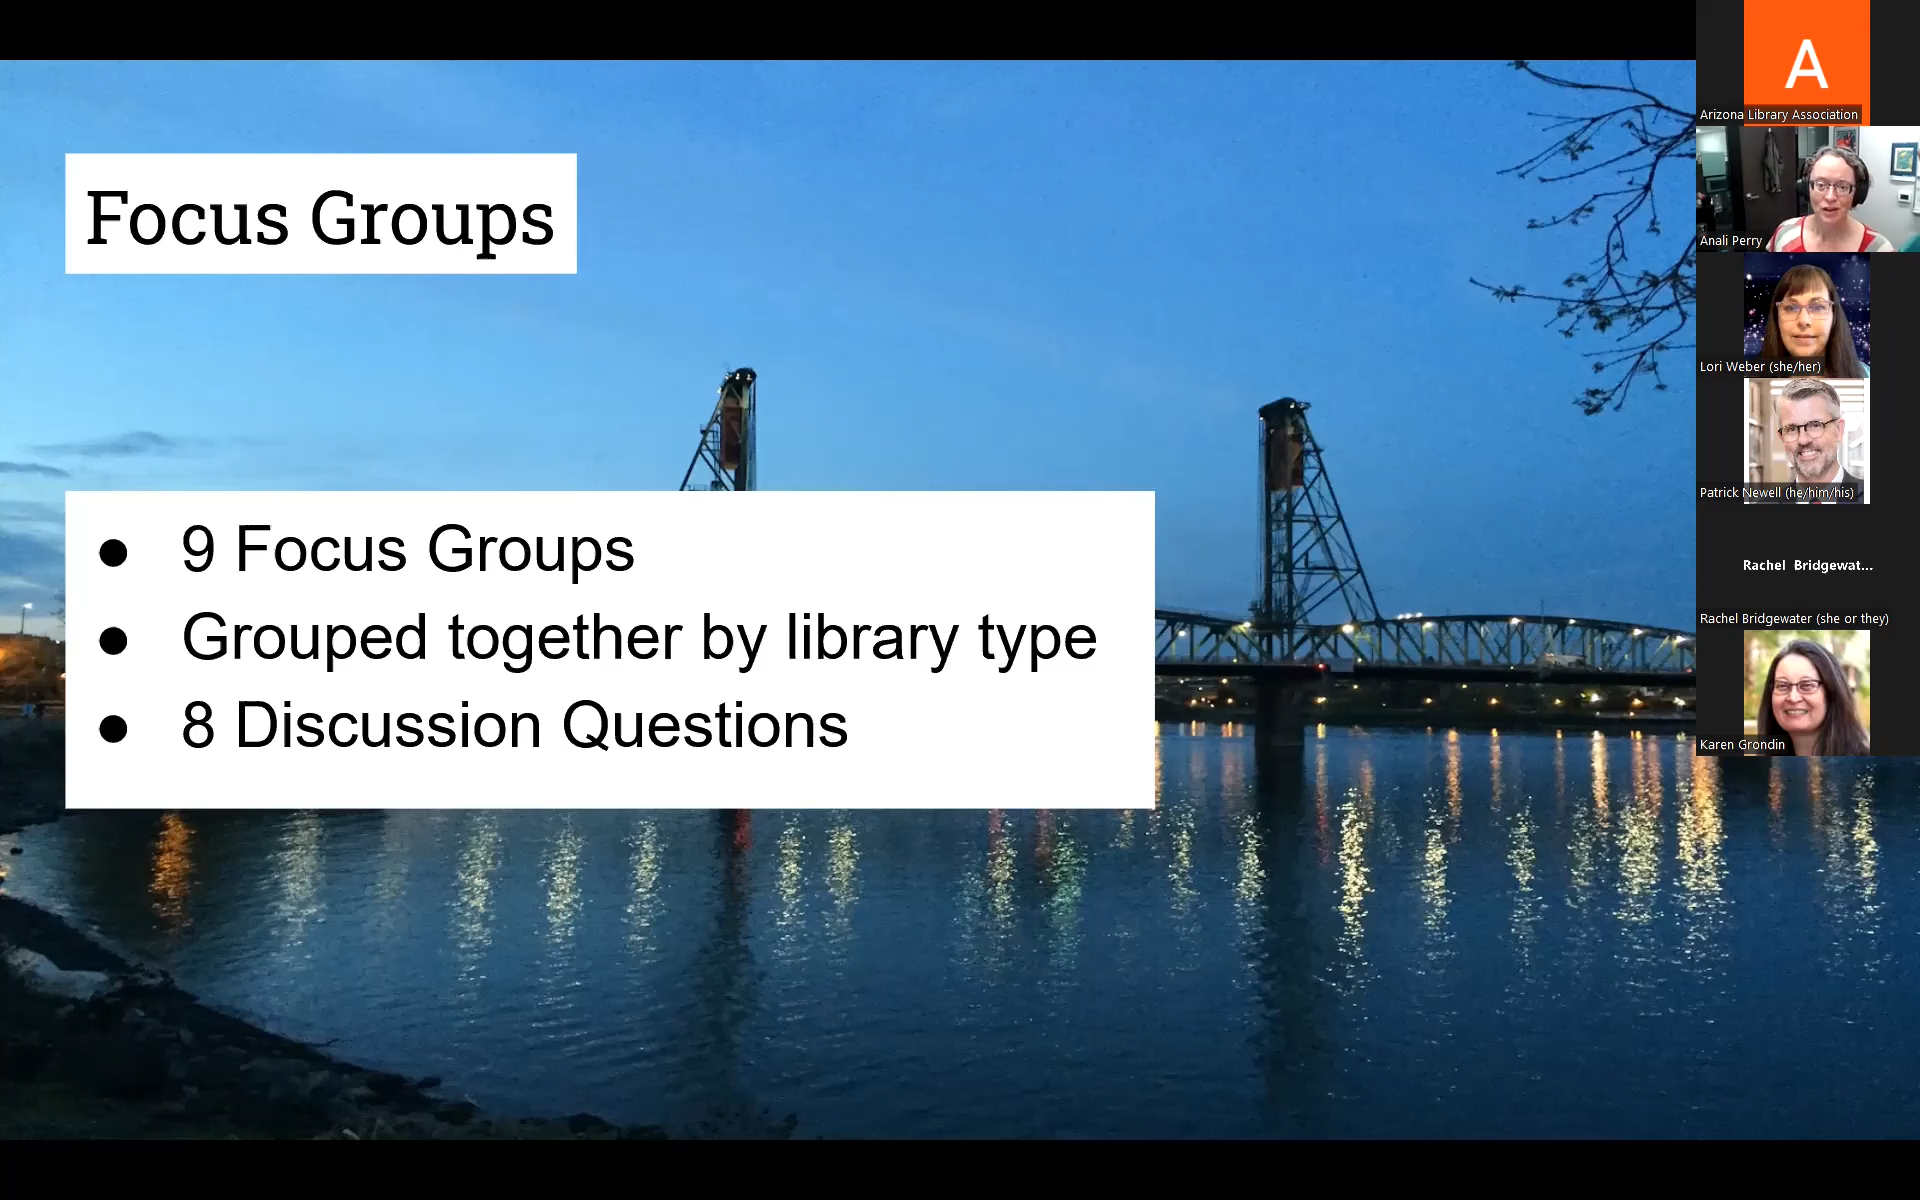 Focus Groups
● 9 Focus Groups
● Grouped together by library type
● 8 Discussion Questions
A
Arizona Library Association
Anali Perry
Lori Weber (she/her)
Patrick Newell (he/him/his)
Rachel Bridgewat...
Rachel Bridgewater (she or they)
Karen Grondin